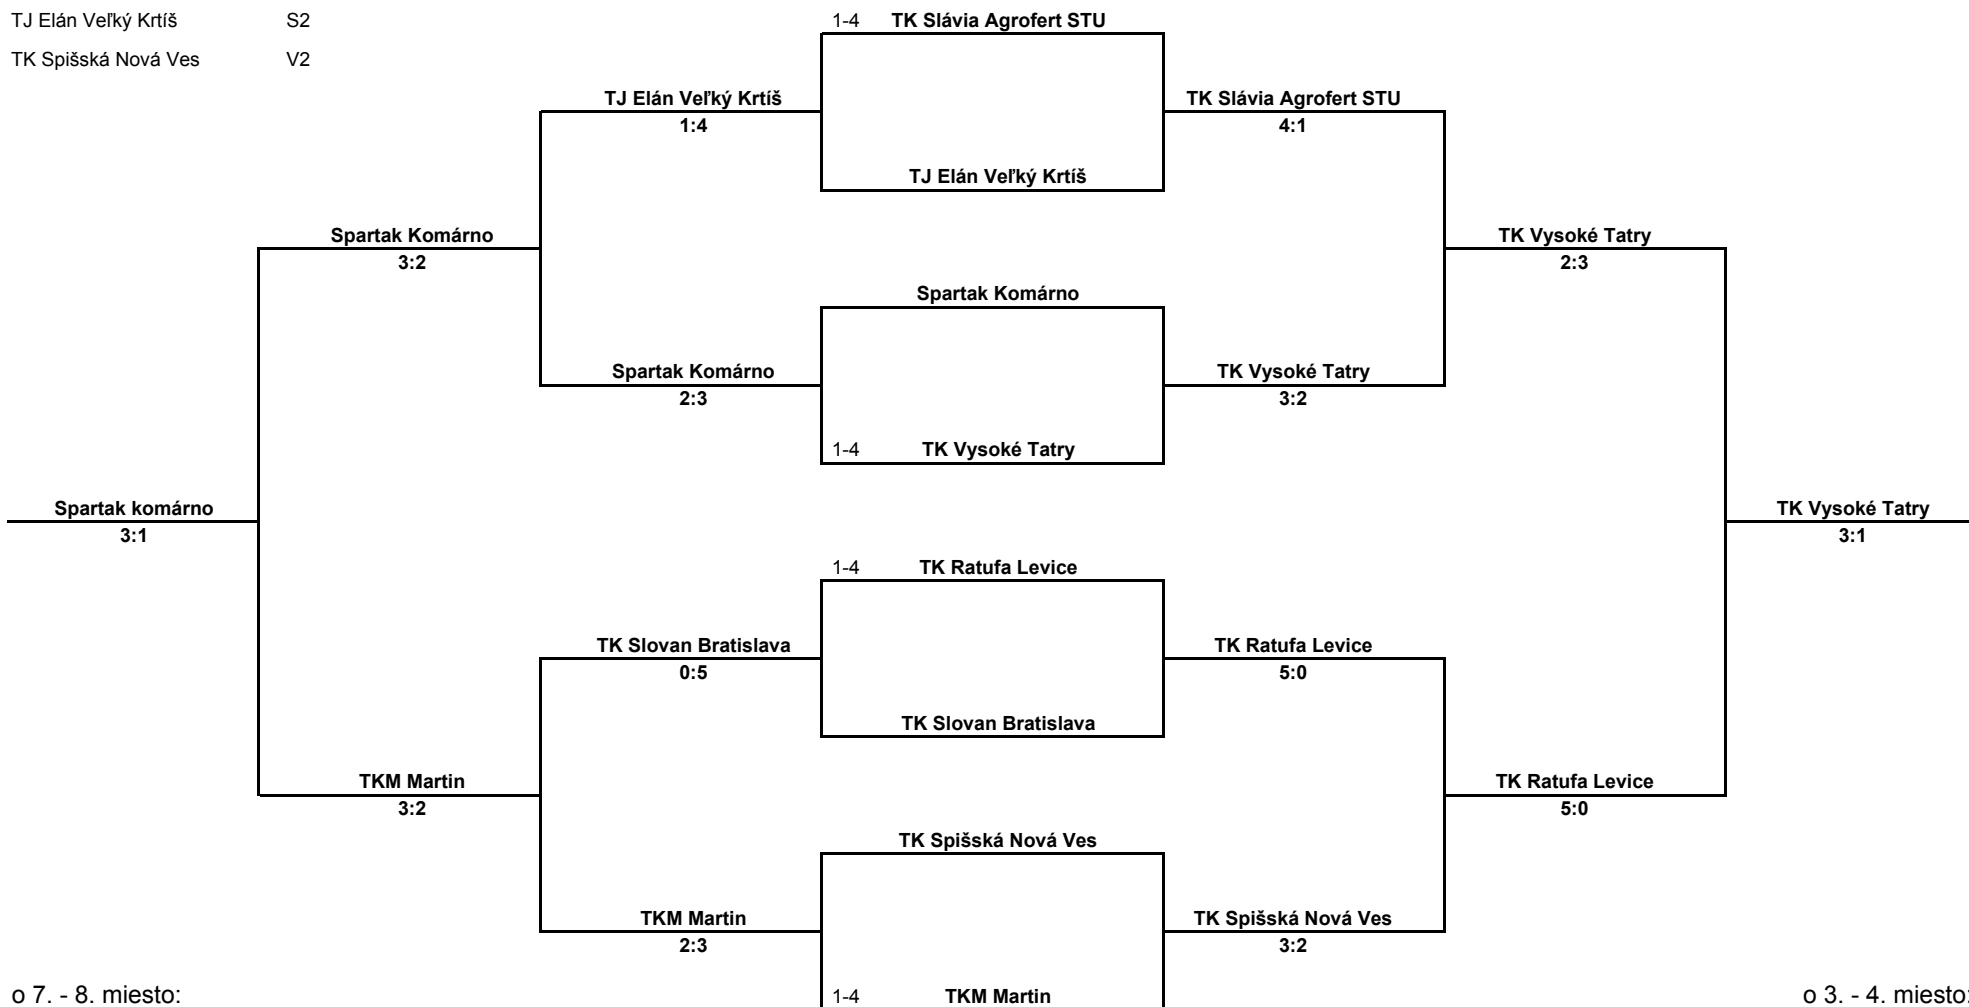 TJ Elán Veľký Krtíš S2 1-4 TK Slávia Agrofert STU
TK Spišská Nová Ves V2
TJ Elán Veľký Krtíš TK Slávia Agrofert STU
1:4 4:1
TJ Elán Veľký Krtíš
Spartak Komárno TK Vysoké Tatry
3:2 2:3
Spartak Komárno
Spartak Komárno TK Vysoké Tatry
2:3 3:2
1-4 TK Vysoké Tatry
Spartak komárno TK Vysoké Tatry
3:1 3:1
1-4 TK Ratufa Levice
TK Slovan Bratislava TK Ratufa Levice
0:5 5:0
TK Slovan Bratislava
TKM Martin TK Ratufa Levice
3:2 5:0
TK Spišská Nová Ves
TKM Martin TK Spišská Nová Ves
2:3 3:2
o 7. - 8. miesto: 1-4 TKM Martin o 3. - 4. miesto: